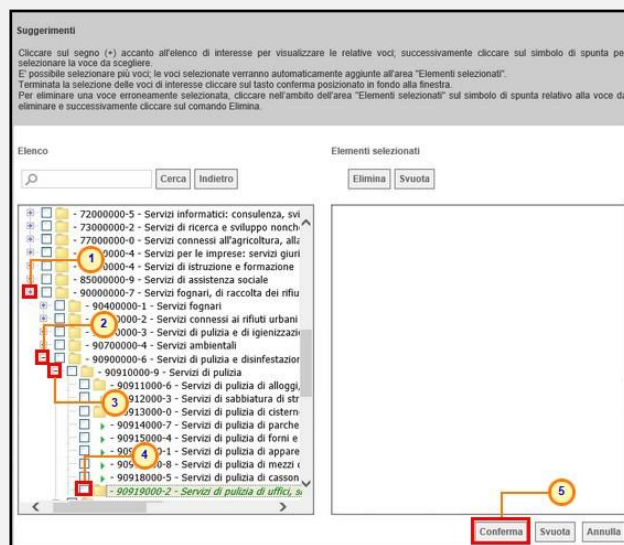 Suggerimenti
Cliccare sul segno (+) accanto all'elenco di interesse per visualizzare le relative voci; successivamente cliccare sul simbolo di spunta pe
selezionare la voce da scegliere.
E' possibile selezionare più voci; le voci selezionate verranno automaticamente aggiunte all'area "Elementi selezionati".
Terminata la selezione delle voci di interesse cliccare sul tasto conferma posizionato in fondo alla finestra.
Per eliminare una voce erroneamente selezionata, cliccare nell'ambito dell'area "Elementi selezionati" sul simbolo di spunta relativo alla voce da
eliminare e successivamente cliccare sul comando Elimina.
Elenco
Elementi selezionati
Cerca Indietro
Elimina Svuota
- 72000000-5 - Servizi informatici: consulenza, svi
- 73000000-2 - Servizi di ricerca e sviluppo nonch
- 77000000-0 - Servizi connessi all'agricoltura, alla
0000-4 - Servizi per le imprese: servizi giuri
1
0000-4 - Servizi di istruzione e formazione
- 85000000-9 - Servizi di assistenza sociale
- 90000000-7 - Servizi fognari, di raccolta dei rifiu
- 90400000-1 - Servizi fognari
2
0000-2 - Servizi connessi ai rifiuti urbani
0000-3 - Servizi di pulizia e di igienizzazi
- 90700000-4 - Servizi ambientali
- 90900000-6 - Servizi di pulizia e disinfestazion
- 90910000-9 - Servizi di pulizia
- 90911000-6 - Servizi di pulizia di alloggi,
3
912000-3 - Servizi di sabbiatura di str
913000-0 - Servizi di pulizia di cistern
- 90914000-7 - Servizi di pulizia di parche
- 90915000-4 - Servizi di pulizia di forni e
4
-1 - Servizi di pulizia di appare
-8 - Servizi di pulizia di mezzi
- 90918000-5 - Servizi di pulizia di casson
- 90919000-2 - Servizi di pulizia di uffici, s
5
Conferma Svuota Annulla